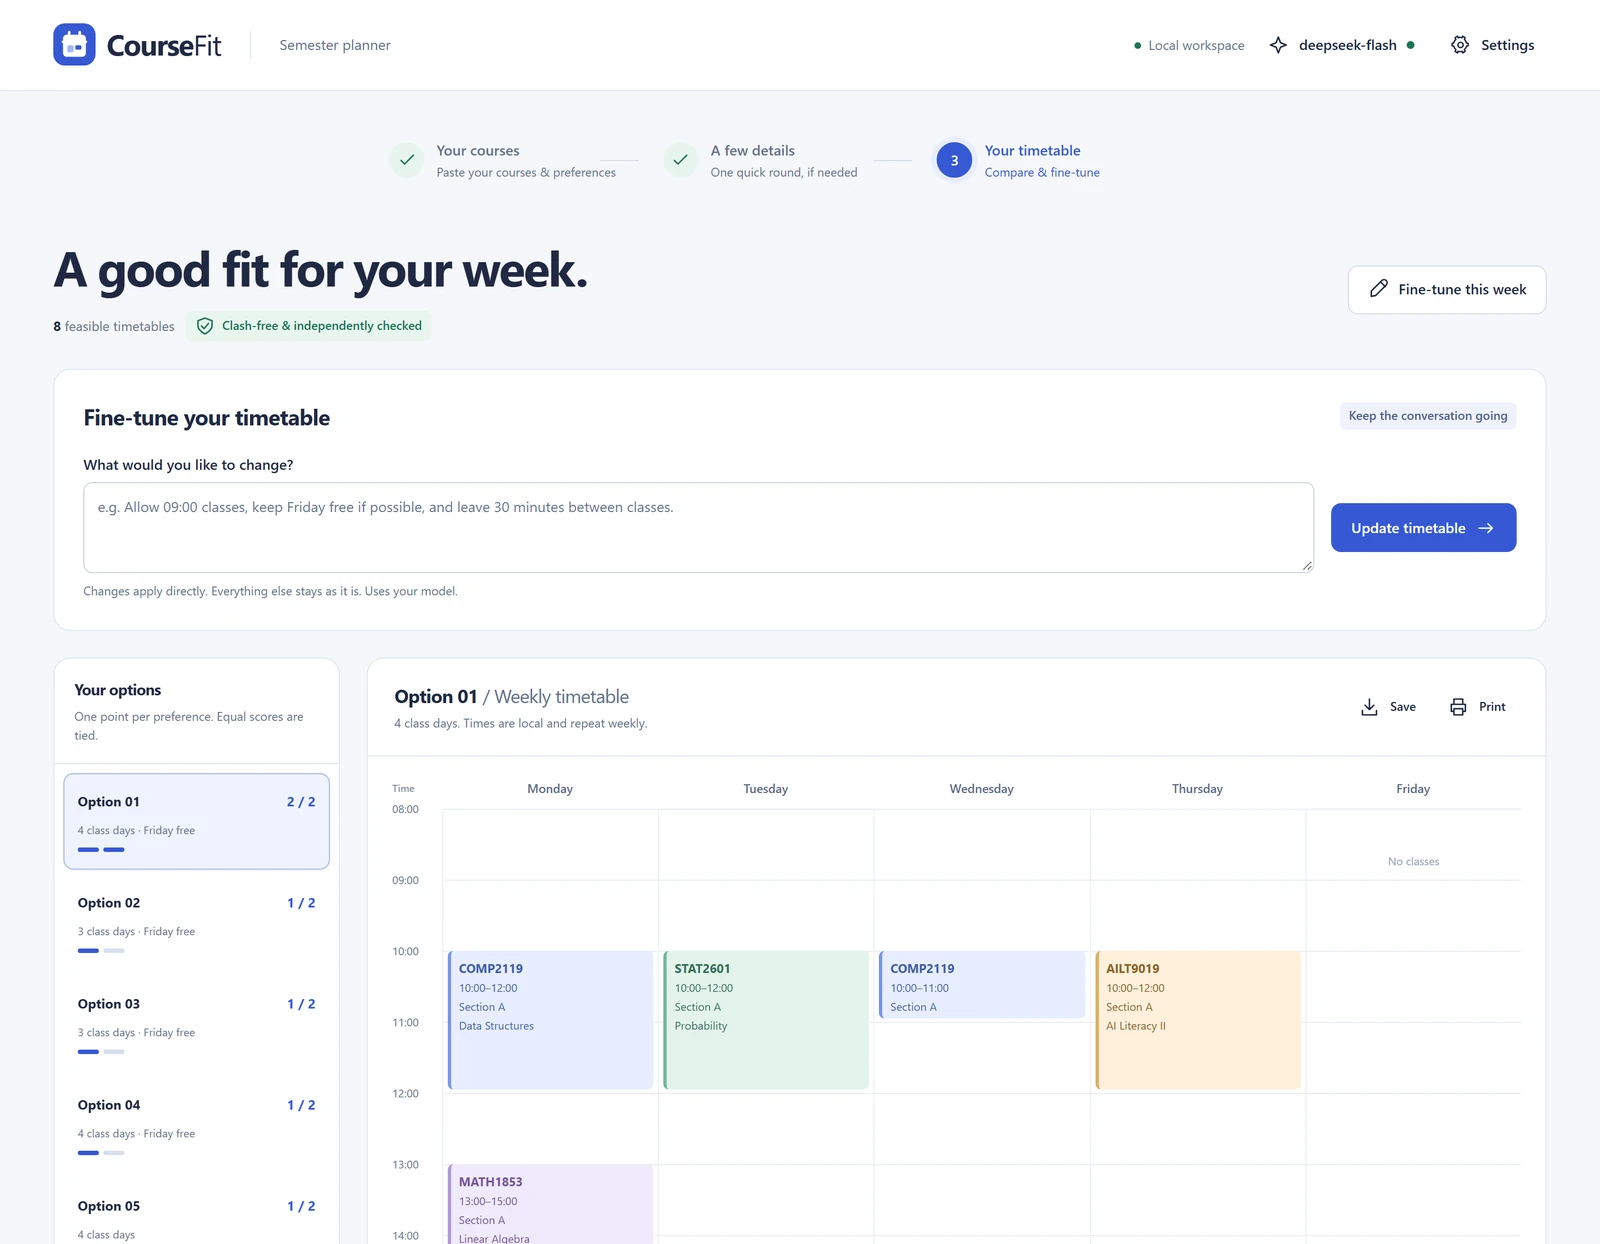 CourseFit
Semester planner
Local workspace
deepseek-flash
Settings
Your courses
Paste your courses & preferences
A few details
One quick round, if needed
3
Your timetable
Compare & fine-tune
A good fit for your week.
8 feasible timetables
Clash-free & independently checked
Fine-tune this week
Fine-tune your timetable
Keep the conversation going
What would you like to change?
e.g. Allow 09:00 classes, keep Friday free if possible, and leave 30 minutes between classes.
Update timetable
Changes apply directly. Everything else stays as it is. Uses your model.
Your options
One point per preference. Equal scores are
tied.
Option 01
2 / 2
4 class days · Friday free
Option 02
1 / 2
3 class days · Friday free
Option 03
1 / 2
3 class days · Friday free
Option 04
1 / 2
4 class days · Friday free
Option 05
1 / 2
4 class days
Option 01 / Weekly timetable
4 class days. Times are local and repeat weekly.
Save
Print
Time
Monday
Tuesday
Wednesday
Thursday
Friday
08:00
No classes
09:00
10:00
COMP2119
10:00–12:00
Section A
Data Structures
STAT2601
10:00–12:00
Section A
Probability
COMP2119
10:00–11:00
Section A
AILT9019
10:00–12:00
Section A
AI Literacy II
11:00
12:00
13:00
MATH1853
13:00–15:00
Section A
Linear Algebra
14:00